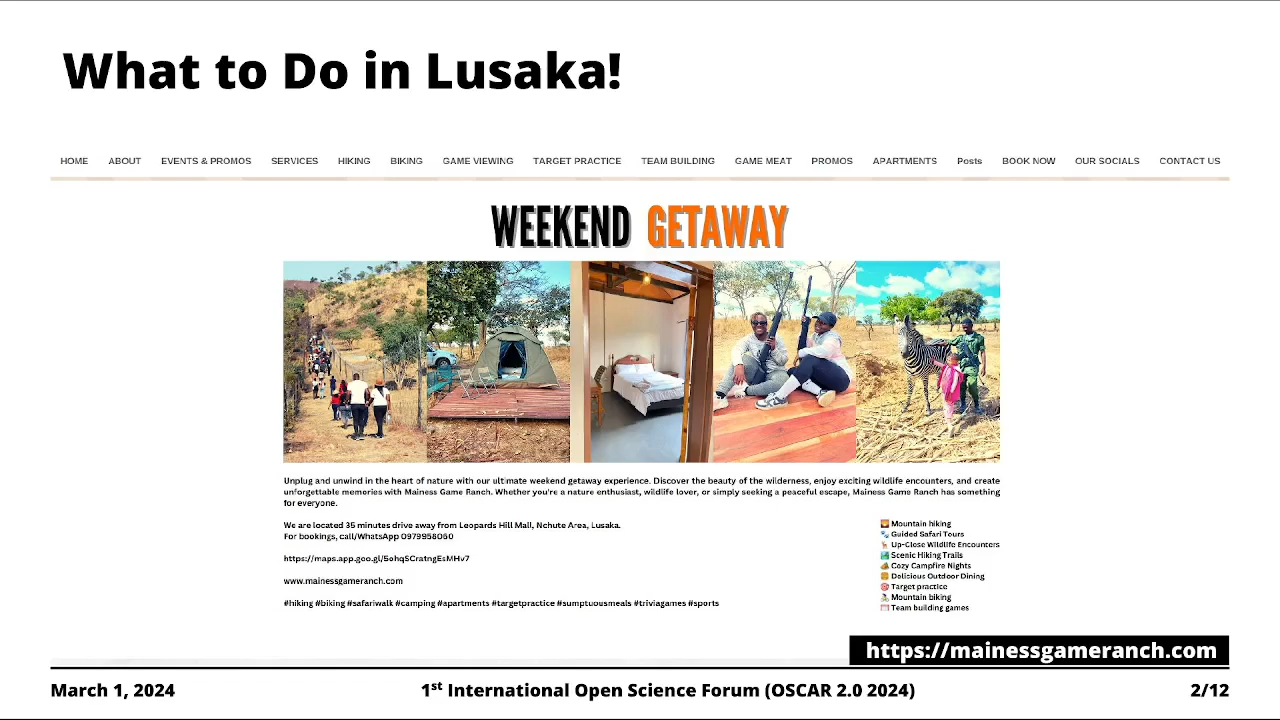 What to Do in Lusaka!
HOME ABOUT EVENTS & PROMOS SERVICES HIKING BIKING GAME VIEWING TARGET PRACTICE TEAM BUILDING GAME MEAT PROMOS APARTMENTS Posts BOOK NOW OUR SOCIALS CONTACT US
WEEKEND GETAWAY
Unplug and unwind in the heart of nature with our ultimate weekend getaway experience. Discover the beauty of the wilderness, enjoy exciting wildlife encounters, and create
unforgettable memories with Mainess Game Ranch. Whether you're a nature enthusiast, wildlife lover, or simply seeking a peaceful escape, Mainess Game Ranch has something
for everyone.
We are located 35 minutes drive away from Leopards Hill Mall, Nchute Area, Lusaka.
For bookings, call/WhatsApp 0979958060
https://maps.app.goo.gl/5ohqSCratngEsMHv7
www.mainessgameranch.com
#hiking #biking #safariwalk #camping #apartments #targetpractice #sumptuousmeals #triviagames #sports
Mountain hiking
Guided Safari Tours
Up-Close Wildlife Encounters
Scenic Hiking Trails
Cozy Campfire Nights
Delicious Outdoor Dining
Target practice
Mountain biking
Team building games
https://mainessgameranch.com
March 1, 2024 1st International Open Science Forum (OSCAR 2.0 2024) 2/12